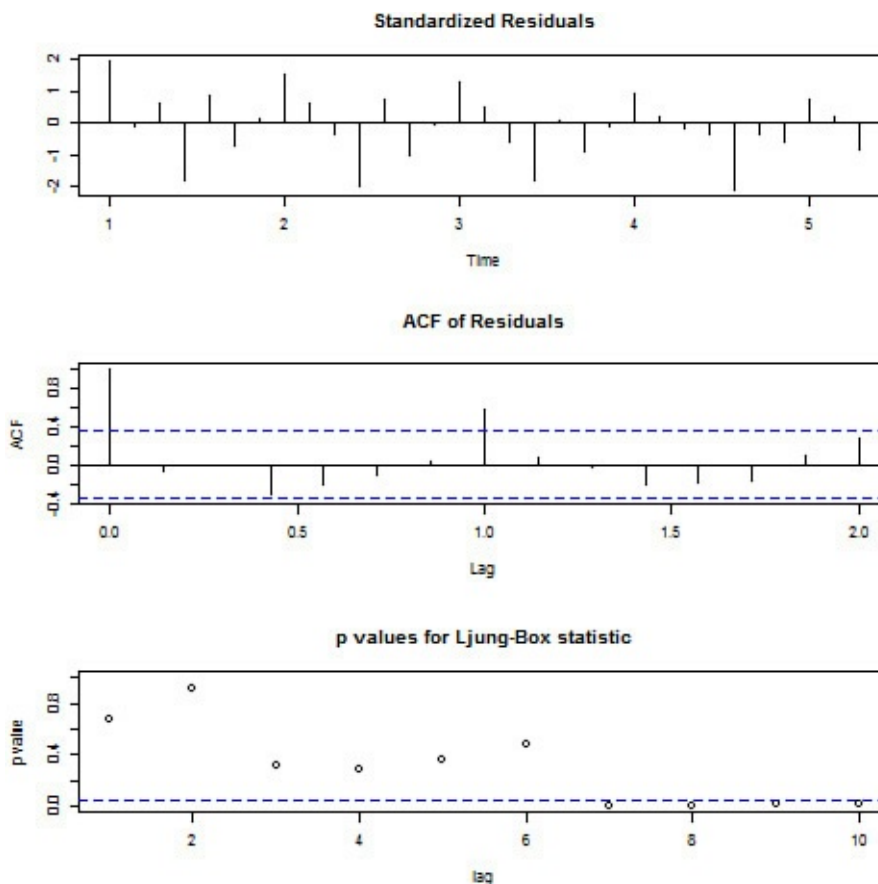 Standardized Residuals
2
1
0
-1
-2
1 2 3 4 5
Time
ACF of Residuals
ACF
0.8
0.4
0.0
-0.4
0.0 0.5 1.0 1.5 2.0
Lag
p values for Ljung-Box statistic
p value
0.8
0.4
0.0
2 4 6 8 10
lag